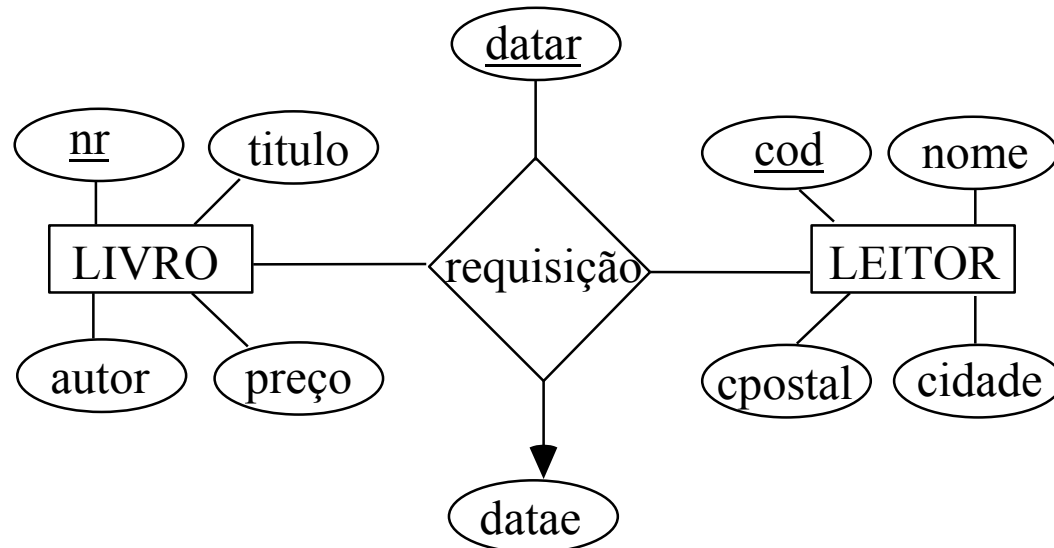 datar
nr
titulo
cod
nome
LIVRO
requisição
LEITOR
autor
preço
cpostal
cidade
datae